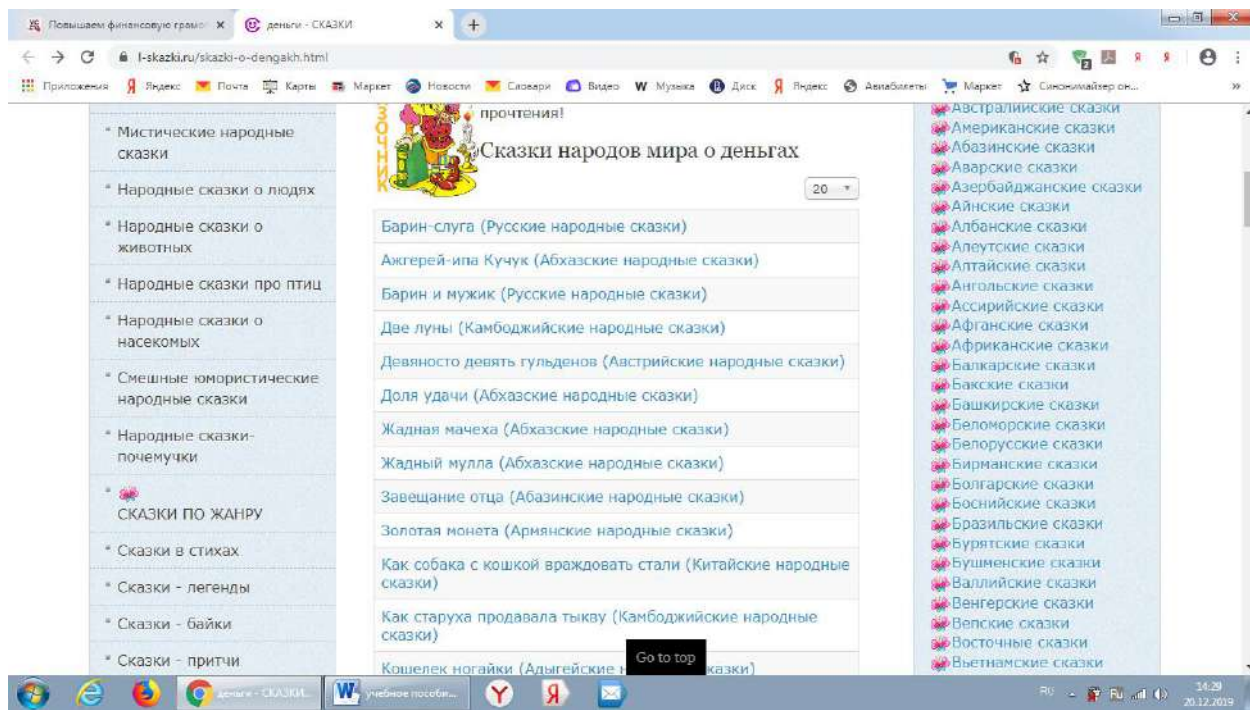 Повышаем финансовую грамо
деньги - СКАЗКИ
l-skazki.ru/skazki-o-dengakh.html
Приложения Яндекс Почта Карты Маркет Новости Словари Видео Музыка Диск Яндекс Авиабилеты Маркет Синонимайзер он...
* Мистические народные
сказки
* Народные сказки о людях
* Народные сказки о
животных
* Народные сказки про птиц
* Народные сказки о
насекомых
* Смешные юмористические
народные сказки
* Народные сказки-
почемучки
*
СКАЗКИ ПО ЖАНРУ
* Сказки в стихах
* Сказки - легенды
* Сказки - байки
* Сказки - притчи
ЗОЧНИК
прочтения!
Сказки народов мира о деньгах
20
Барин-слуга (Русские народные сказки)
Ажгерей-ипа Кучук (Абхазские народные сказки)
Барин и мужик (Русские народные сказки)
Две луны (Камбоджийские народные сказки)
Девяносто девять гульденов (Австрийские народные сказки)
Доля удачи (Абхазские народные сказки)
Жадная мачеха (Абхазские народные сказки)
Жадный мулла (Абхазские народные сказки)
Завещание отца (Абазинские народные сказки)
Золотая монета (Армянские народные сказки)
Как собака с кошкой враждовать стали (Китайские народные
сказки)
Как старуха продавала тыкву (Камбоджийские народные
сказки)
Кошелек ногайки (Адыгейские н сказки)
Go to top
Австралийские сказки
Американские сказки
Абазинские сказки
Аварские сказки
Азербайджанские сказки
Айнские сказки
Албанские сказки
Алеутские сказки
Алтайские сказки
Ангольские сказки
Ассирийские сказки
Афганские сказки
Африканские сказки
Балкарские сказки
Бакские сказки
Башкирские сказки
Беломорские сказки
Белорусские сказки
Бирманские сказки
Болгарские сказки
Боснийские сказки
Бразильские сказки
Бурятские сказки
Бушменские сказки
Валлийские сказки
Венгерские сказки
Вепские сказки
Восточные сказки
Вьетнамские сказки
деньги - СКАЗКИ...
учебное пособи...
RU
RU
14:29
20.12.2019